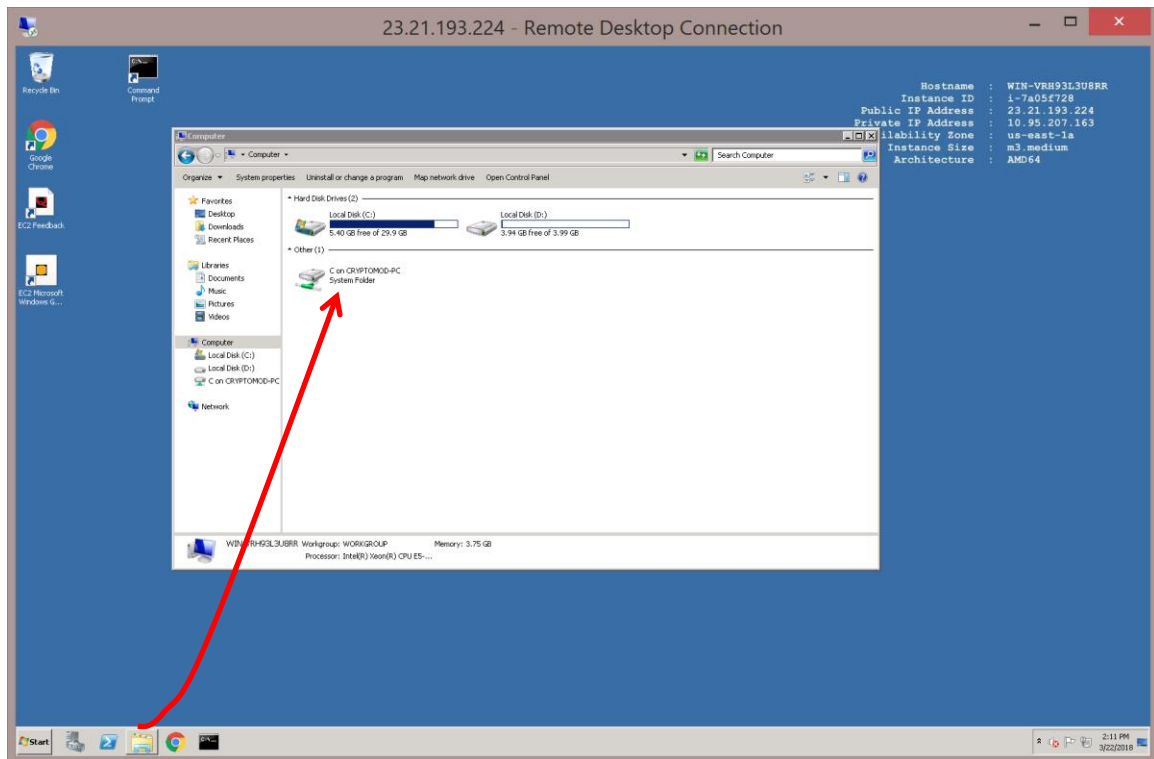 23.21.193.224 - Remote Desktop Connection
Recycle Bin
Command
Prompt
Google
Chrome
EC2 Feedback
EC2 Microsoft
Windows G...
Hostname : WIN-VRH93L3U8RR
Instance ID : i-7a05f728
Public IP Address : 23.21.193.224
Private IP Address : 10.95.207.163
ilability Zone : us-east-1a
Instance Size : m3.medium
Architecture : AMD64
Computer
Computer
Search Computer
Organize System properties Uninstall or change a program Map network drive Open Control Panel
Favorites
Desktop
Downloads
Recent Places
Libraries
Documents
Music
Pictures
Videos
Computer
Local Disk (C:)
Local Disk (D:)
C on CRYPTOMOD-PC
Network
Hard Disk Drives (2)
Local Disk (C:)
5.40 GB free of 29.9 GB
Local Disk (D:)
3.94 GB free of 3.99 GB
Other (1)
C on CRYPTOMOD-PC
System Folder
WIN-VRH93L3U8RR Workgroup: WORKGROUP Memory: 3.75 GB
Processor: Intel(R) Xeon(R) CPU E5-...
Start
2:11 PM
3/22/2018